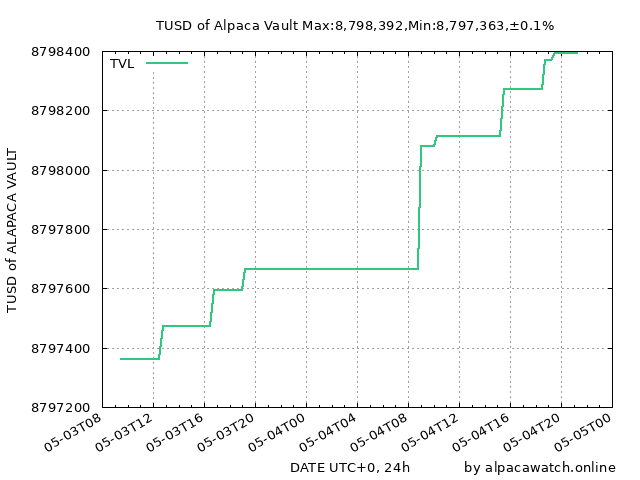 TUSD of Alpaca Vault Max:8,798,392,Min:8,797,363,±0.1%
TVL
TUSD of ALAPACA VAULT
8798400
8798200
8798000
8797800
8797600
8797400
8797200
05-03T08
05-03T12
05-03T16
05-03T20
05-04T00
05-04T04
05-04T08
05-04T12
05-04T16
05-04T20
05-05T00
DATE UTC+0, 24h
by alpacawatch.online